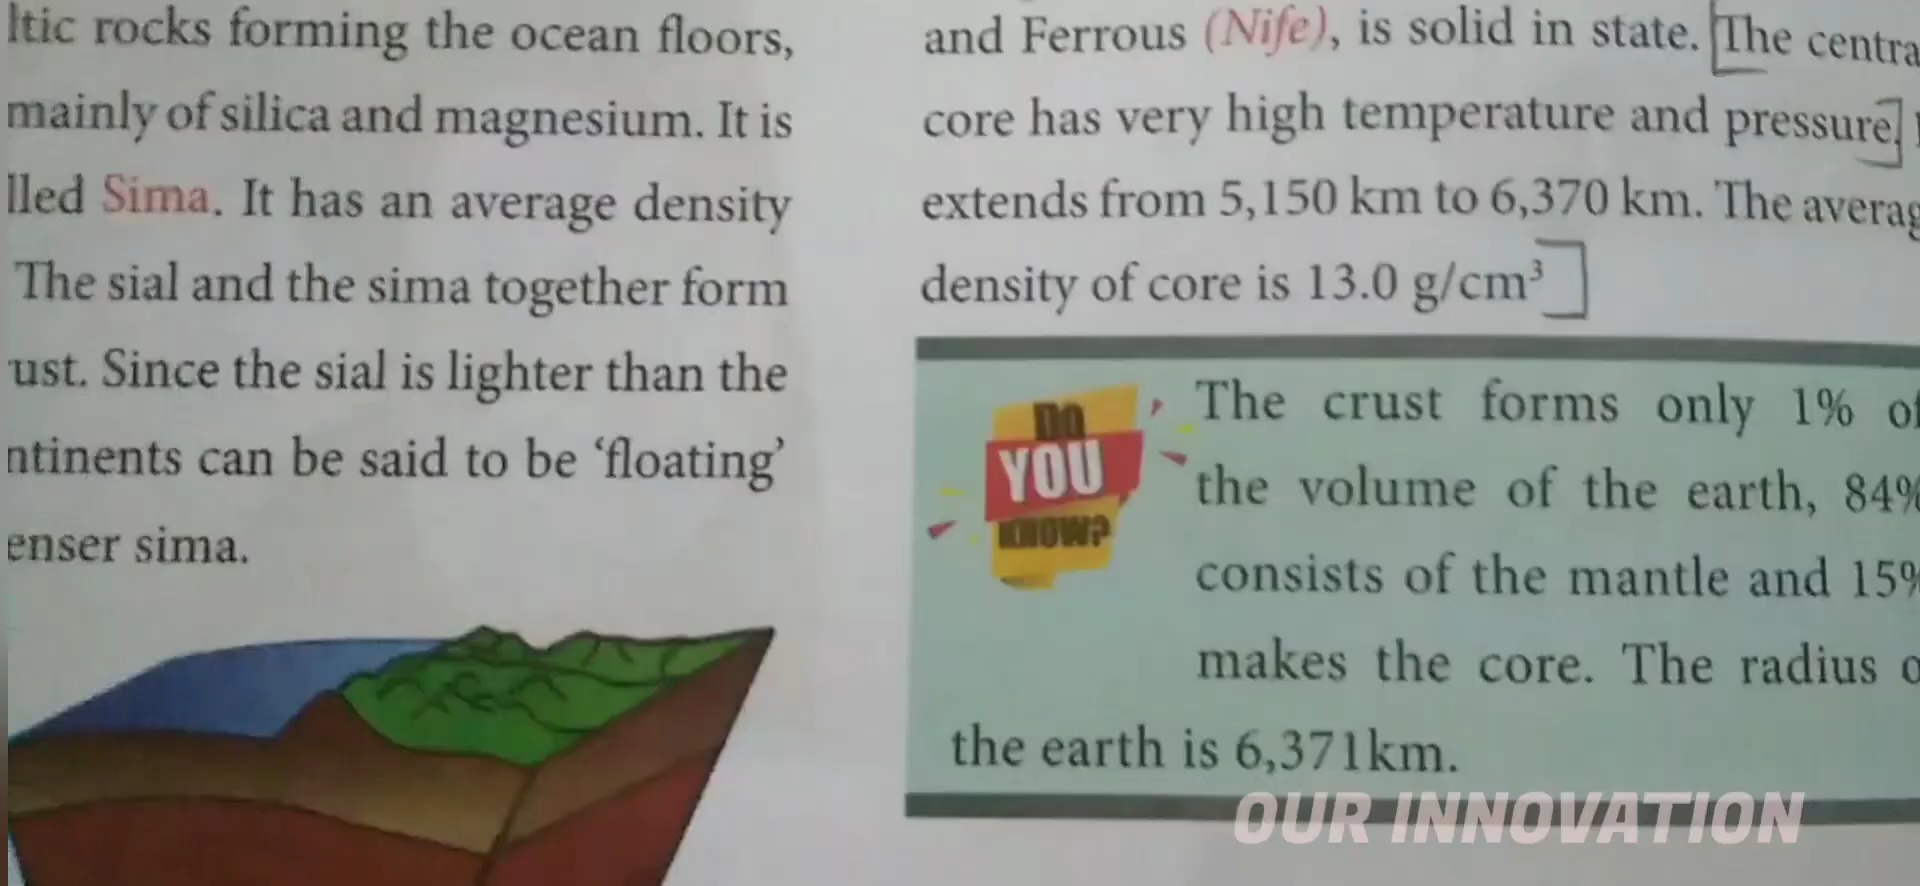 ltic rocks forming the ocean floors,
mainly of silica and magnesium. It is
lled Sima. It has an average density
The sial and the sima together form
ust. Since the sial is lighter than the
ntinents can be said to be ‘floating’
enser sima.
and Ferrous (Nife), is solid in state. The centra
core has very high temperature and pressure.
extends from 5,150 km to 6,370 km. The averag
density of core is 13.0 g/cm³
DO
YOU
KNOW?
The crust forms only 1% of
the volume of the earth, 84%
consists of the mantle and 15%
makes the core. The radius o
the earth is 6,371km.
OUR INNOVATION